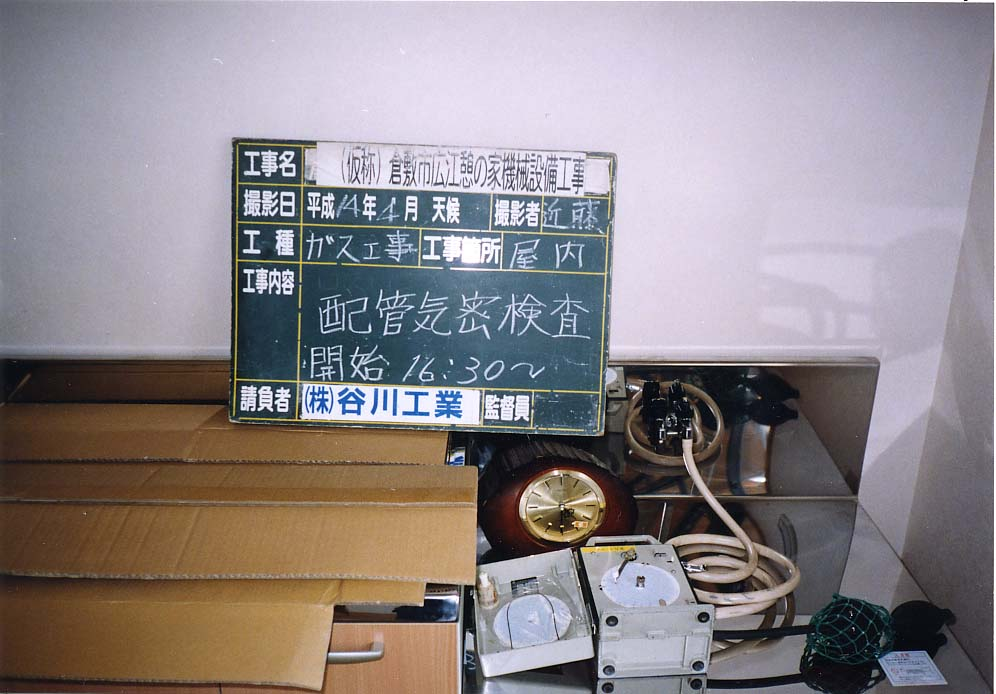 工事名 (仮称)倉敷市広江憩の家機械設備工事
撮影日 平成14年4月 天候 撮影者 近藤
工種 ガス工事 工事箇所 屋内
工事内容
配管気密検査
開始 16:30~
請負者 (株)谷川工業 監督員